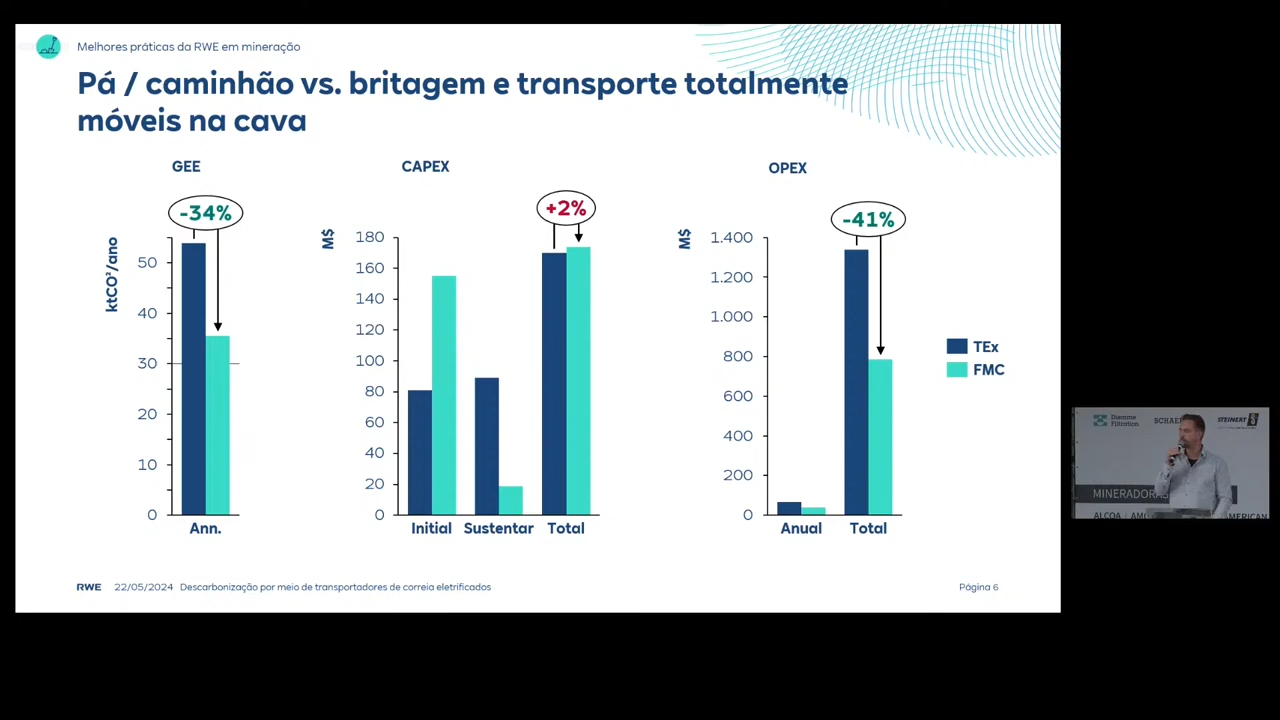 Melhores práticas da RWE em mineração
Pá / caminhão vs. britagem e transporte totalmente
móveis na cava
GEE
-34%
ktCO²/ano
50
40
30
20
10
0
Ann.
CAPEX
+2%
M$
180
160
140
120
100
80
60
40
20
0
Initial
Sustentar
Total
OPEX
-41%
M$
1.400
1.200
1.000
800
600
400
200
0
Anual
Total
TEx
FMC
RWE 22/05/2024 Descarbonização por meio de transportadores de correia eletrificados
Página 6
Diemme
Filtration
STEINERT
ALCOA